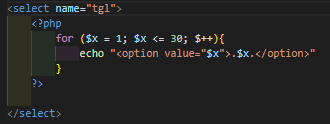 <select name="tgl">
<?php
for ($x = 1; $x <= 30; $++){
echo "<option value="$x">.$x.</option>"
}
?>
</select>